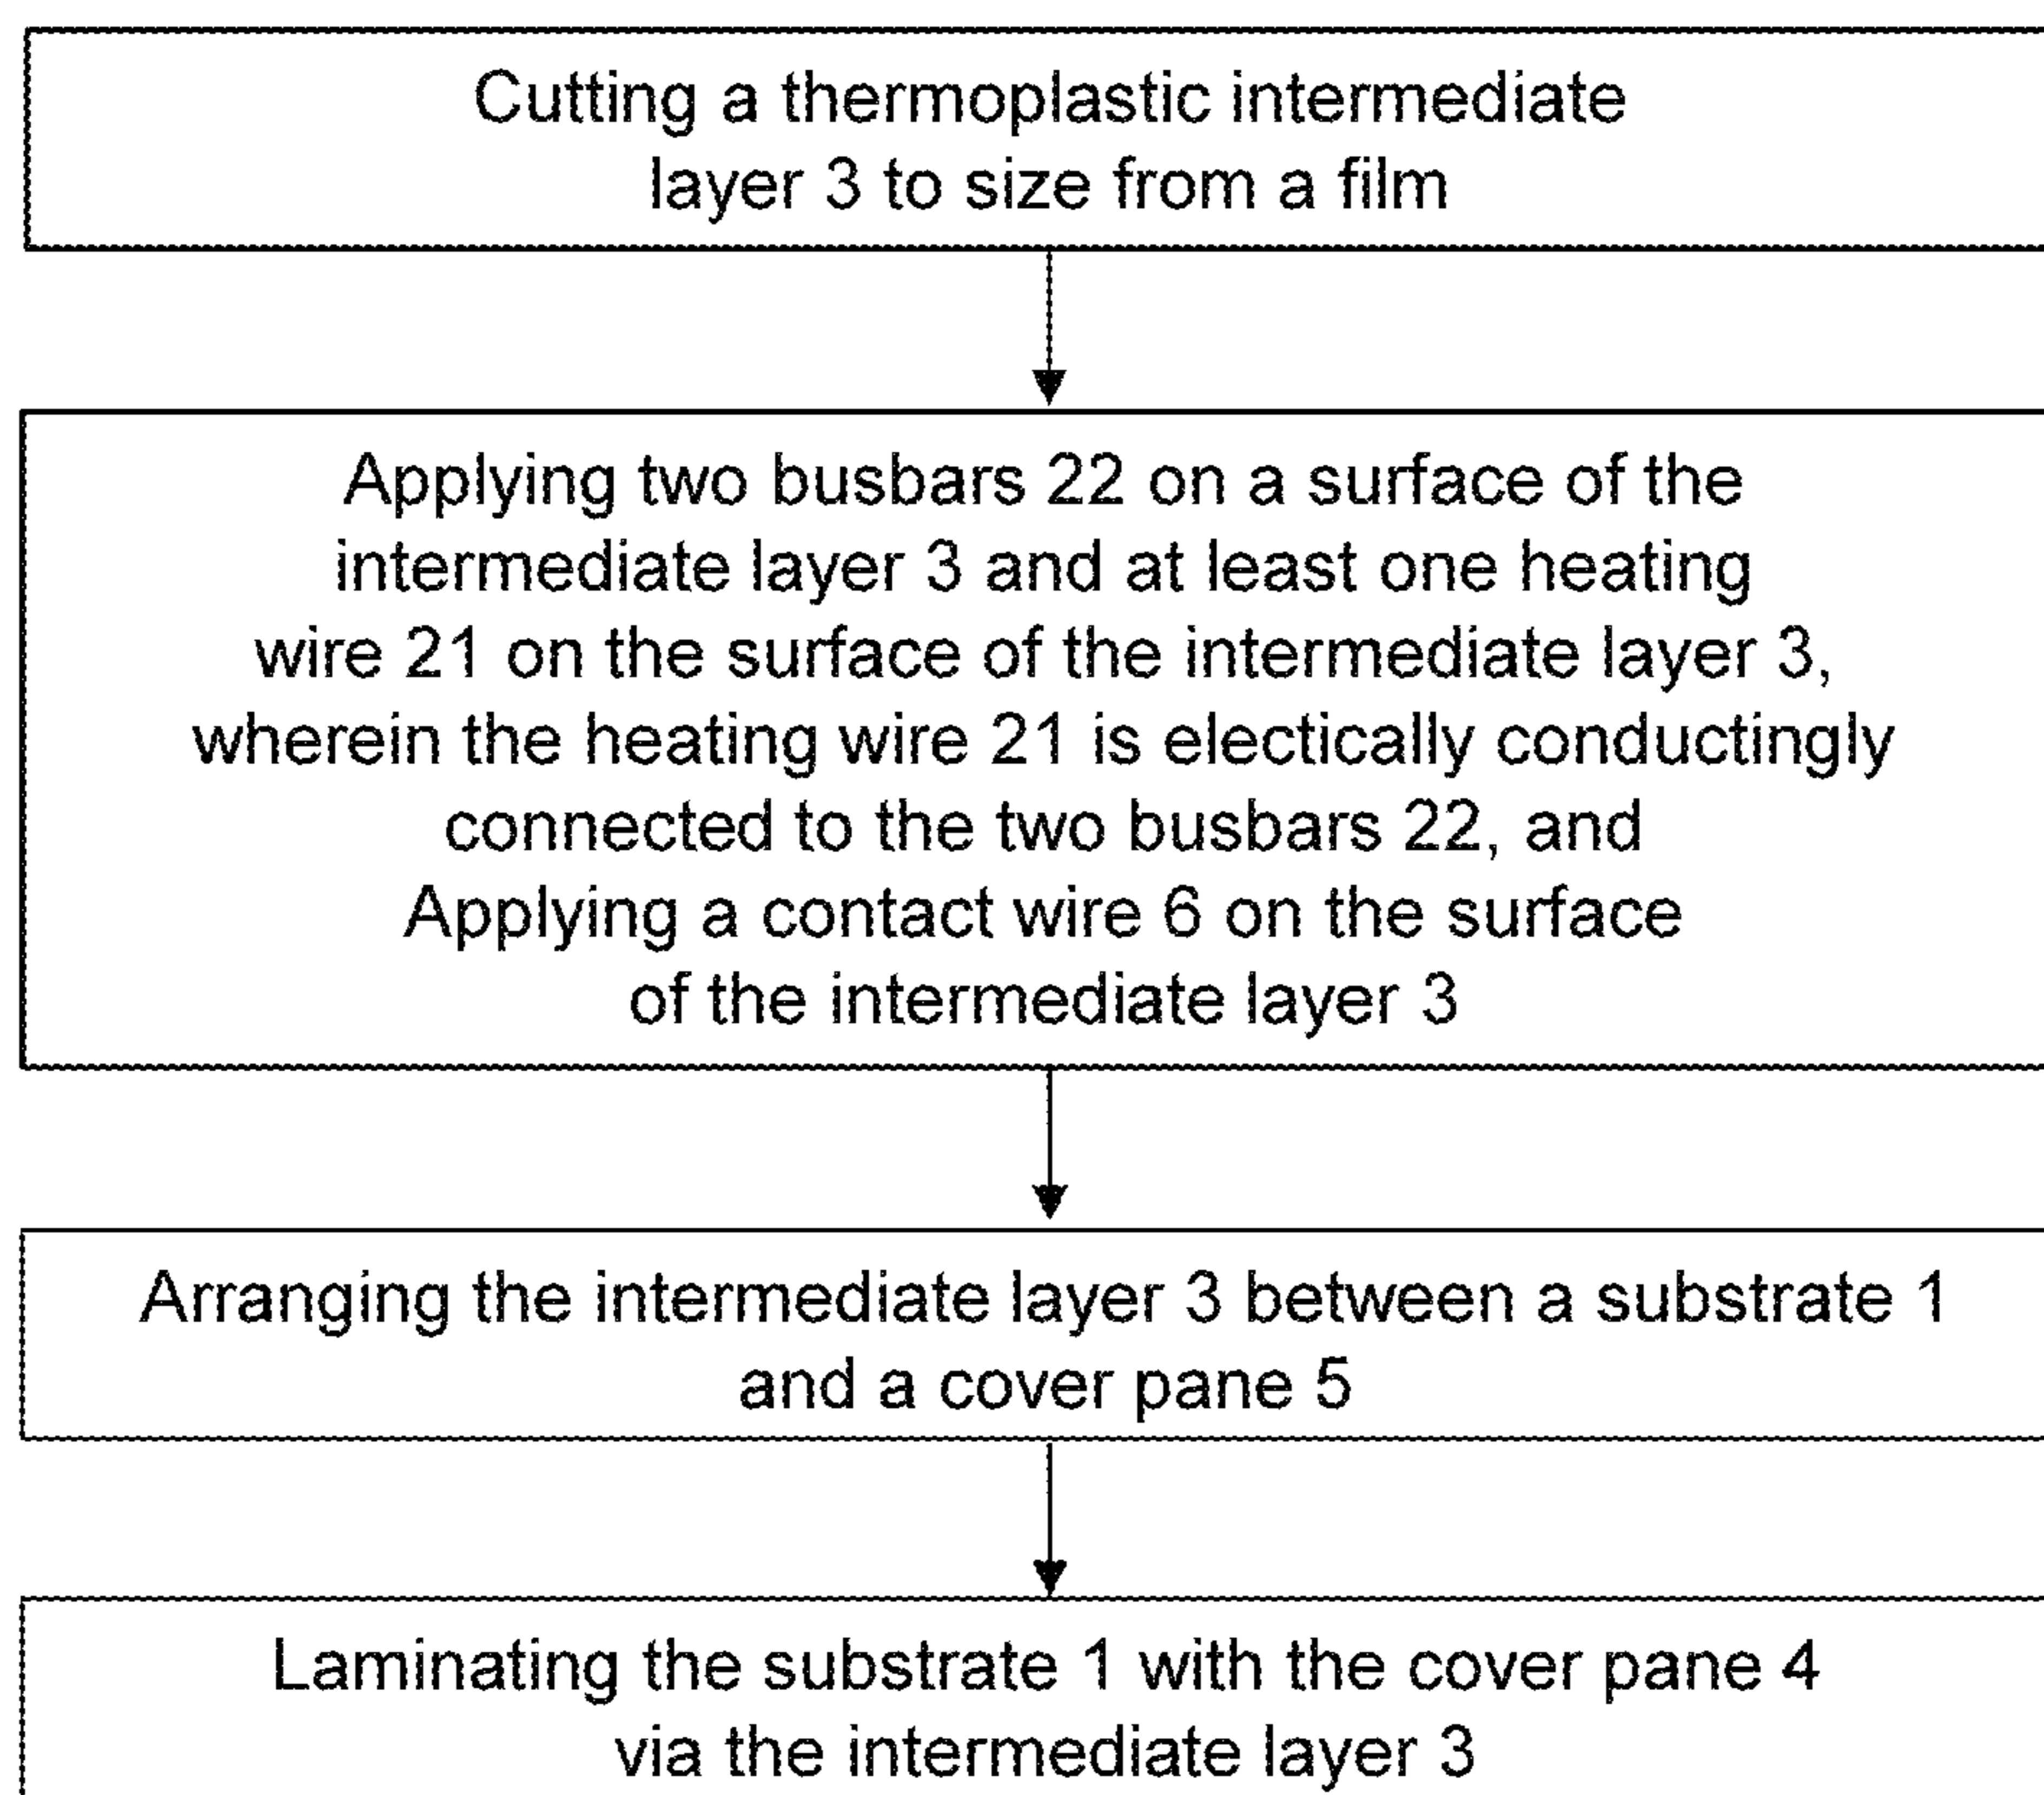 Cutting a thermoplastic intermediate
layer 3 to size from a film
Applying two busbars 22 on a surface of the
intermediate layer 3 and at least one heating
wire 21 on the surface of the intermediate layer 3,
wherein the heating wire 21 is electically conductingly
connected to the two busbars 22, and
Applying a contact wire 6 on the surface
of the intermediate layer 3
Arranging the intermediate layer 3 between a substrate 1
and a cover pane 5
Laminating the substrate 1 with the cover pane 4
via the intermediate layer 3